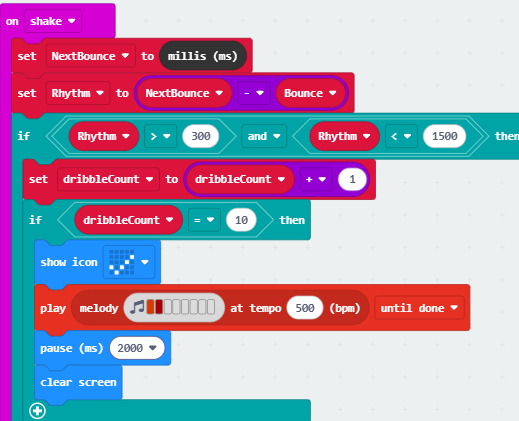 on shake
set NextBounce to millis (ms)
set Rhythm to NextBounce - Bounce
if Rhythm > 300 and Rhythm < 1500 then
set dribbleCount to dribbleCount + 1
if dribbleCount = 10 then
show icon
play melody at tempo 500 (bpm) until done
pause (ms) 2000
clear screen